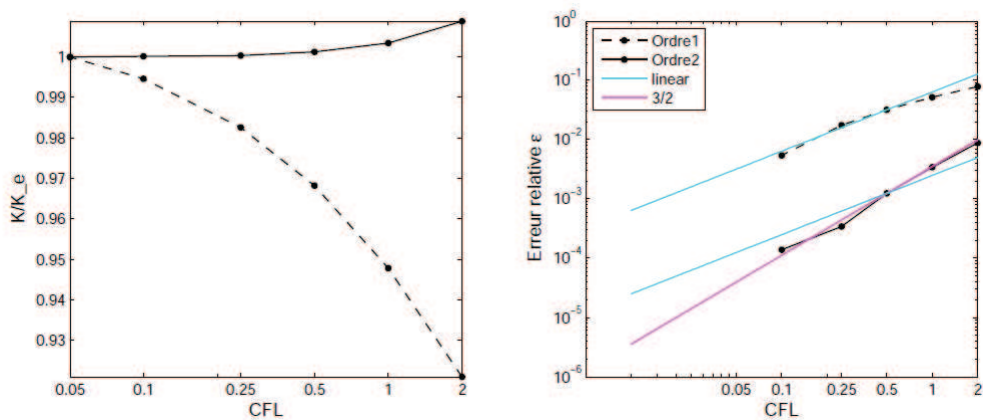 1
0.99
0.98
0.97
0.96
0.95
0.94
0.93
K/K_e
0.05 0.1 0.25 0.5 1 2
CFL
10^0
10^-1
10^-2
10^-3
10^-4
10^-5
10^-6
Erreur relative ε
Ordre1
Ordre2
linear
3/2
0.05 0.1 0.25 0.5 1 2
CFL